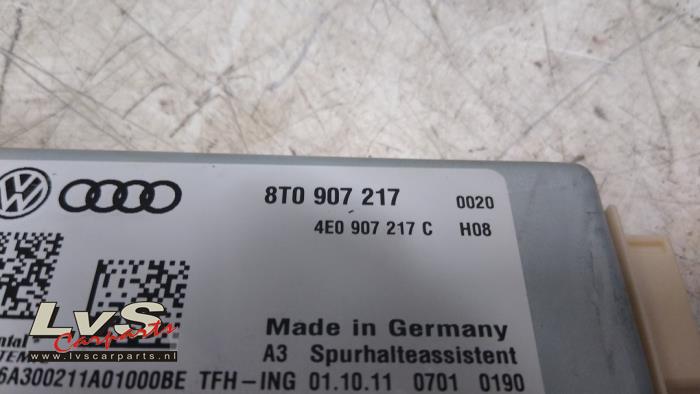 8T0 907 217 0020
4E0 907 217 C H08
Made in Germany
A3 Spurhalteassistent
6A300211A01000BE TFH-ING 01.10.11 0701 0190
LvS
Carparts
www.lvscarparts.nl